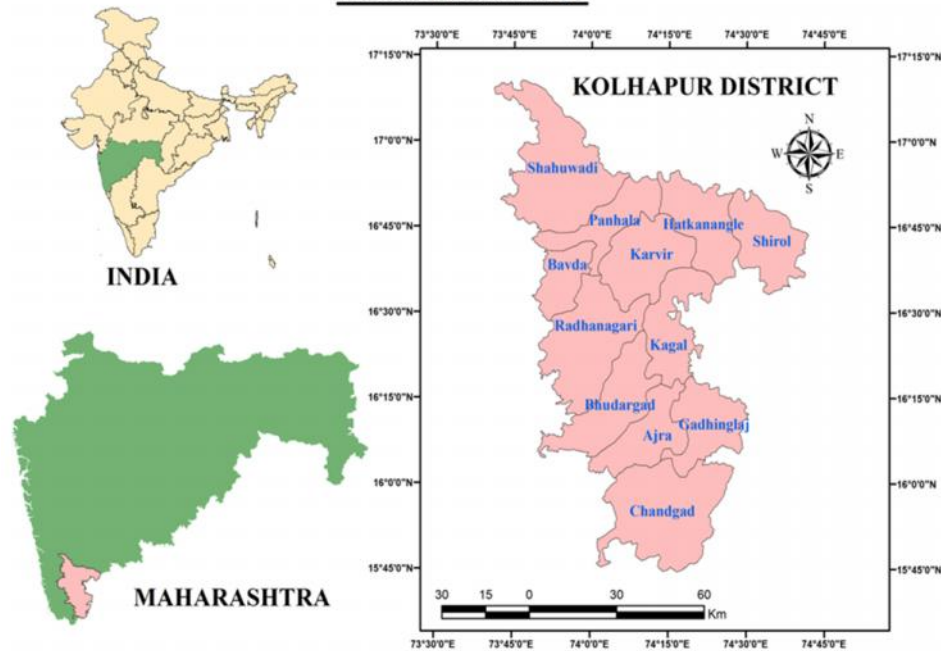 INDIA
MAHARASHTRA
73°30'0"E 73°45'0"E 74°0'0"E 74°15'0"E 74°30'0"E 74°45'0"E
KOLHAPUR DISTRICT
N
W E
S
17°15'0"N 17°15'0"N
17°0'0"N 17°0'0"N
16°45'0"N 16°45'0"N
16°30'0"N 16°30'0"N
16°15'0"N 16°15'0"N
16°0'0"N 16°0'0"N
15°45'0"N 15°45'0"N
Shahuwadi
Panhala Hatkanangle
Shirol
Karvir
Bavda
Radhanagari
Kagal
Bhudargad
Gadhinglaj
Ajra
Chandgad
30 15 0 30 60
Km
73°30'0"E 73°45'0"E 74°0'0"E 74°15'0"E 74°30'0"E 74°45'0"E